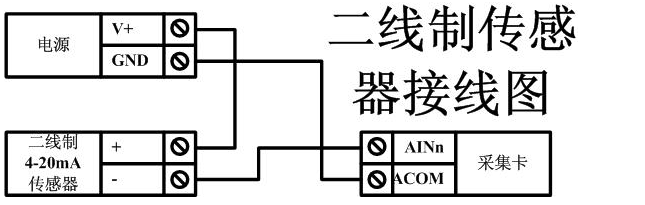 二线制传感
器接线图
电源
V+
GND
二线制
4-20mA
传感器
+
-
AINn
ACOM
采集卡